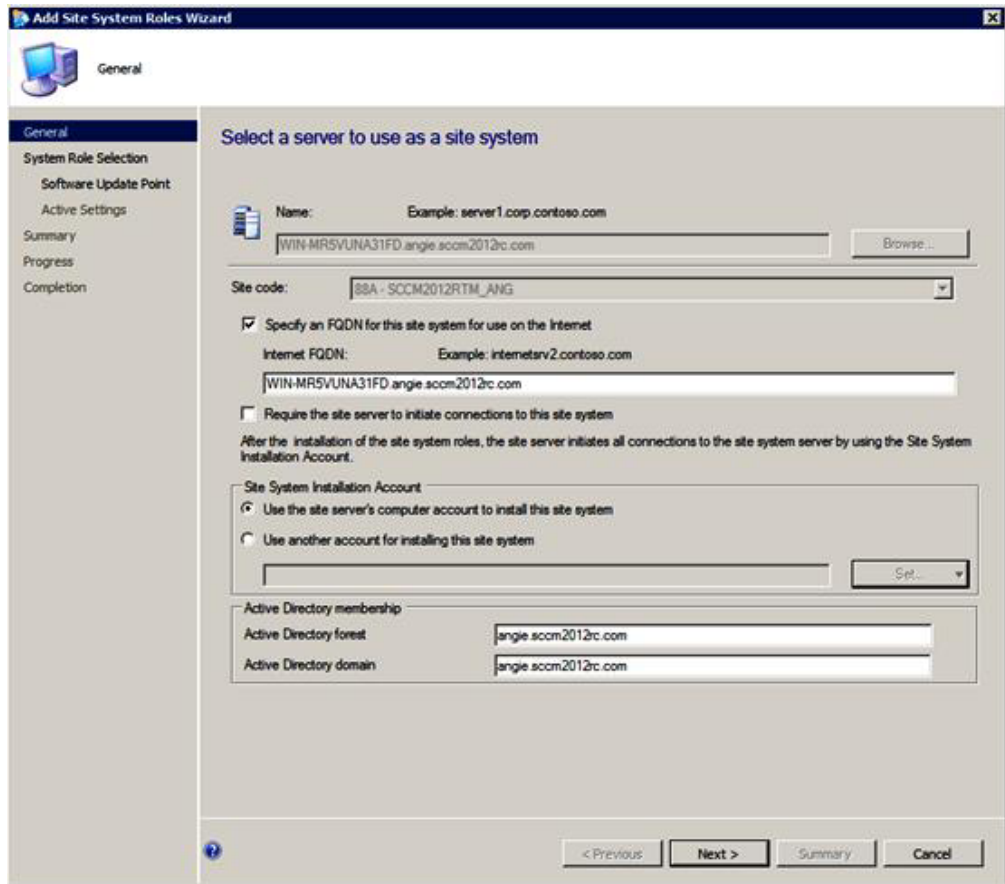 Add Site System Roles Wizard
General
General
System Role Selection
Software Update Point
Active Settings
Summary
Progress
Completion
Select a server to use as a site system
Name: Example: server1.corp.contoso.com
WIN-MR5VUNA31FD.angie.sccm2012rc.com Browse...
Site code: 88A - SCCM2012RTM_ANG
Specify an FQDN for this site system for use on the Internet
Internet FQDN: Example: internetsrv2.contoso.com
WIN-MR5VUNA31FD.angie.sccm2012rc.com
Require the site server to initiate connections to this site system
After the installation of the site system roles, the site server initiates all connections to the site system server by using the Site System
Installation Account.
Site System Installation Account
Use the site server's computer account to install this site system
Use another account for installing this site system
Set...
Active Directory membership
Active Directory forest angie.sccm2012rc.com
Active Directory domain angie.sccm2012rc.com
< Previous Next > Summary Cancel